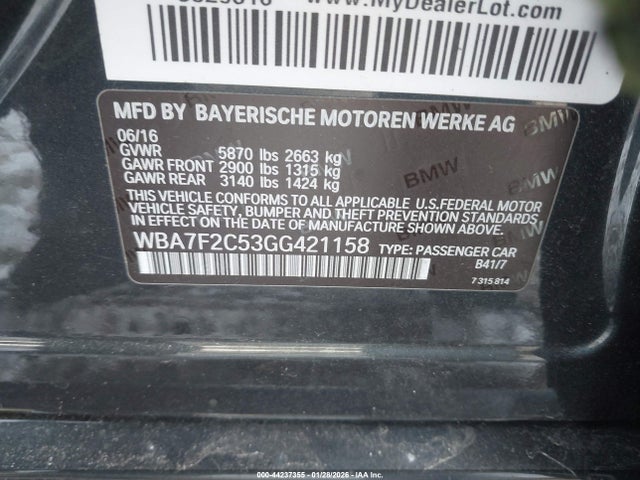 www.MyDealerLot.com
MFD BY BAYERISCHE MOTOREN WERKE AG
06/16
GVWR 5870 lbs 2663 kg
GAWR FRONT 2900 lbs 1315 kg
GAWR REAR 3140 lbs 1424 kg
THIS VEHICLE CONFORMS TO ALL APPLICABLE U.S.FEDERAL MOTOR
VEHICLE SAFETY, BUMPER AND THEFT PREVENTION STANDARDS
IN EFFECT ON THE DATE OF MANUFACTURE SHOWN ABOVE.
WBA7F2C53GG421158 TYPE: PASSENGER CAR
B41/7
7 315 814
BMW
BMW
000-44237355 - 01/28/2026 - IAA Inc.